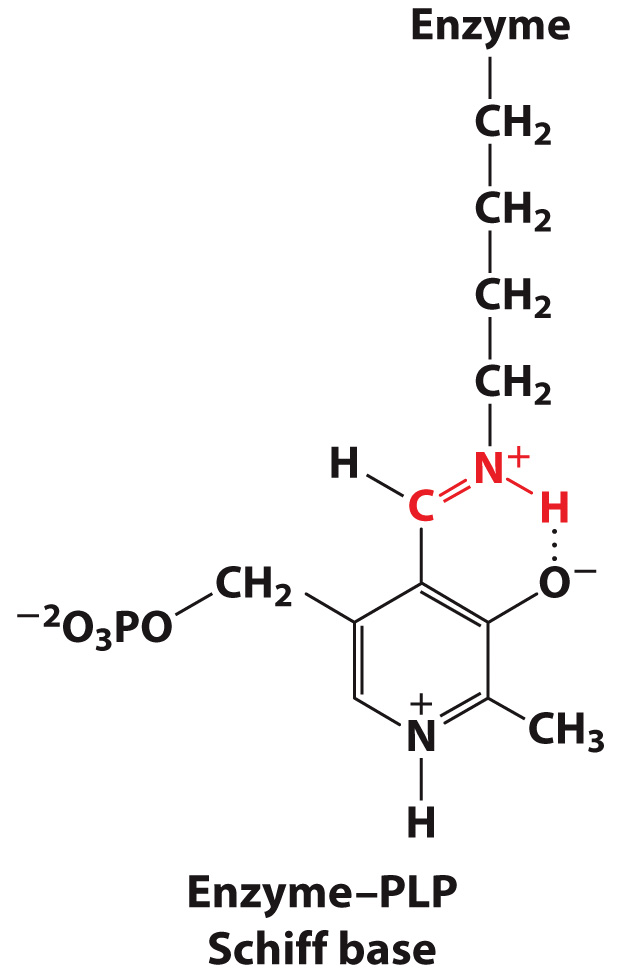 Enzyme
CH2
CH2
CH2
CH2
H
N+
C
H
CH2
O−
−2O3PO
+
N
CH3
H
Enzyme–PLP
Schiff base